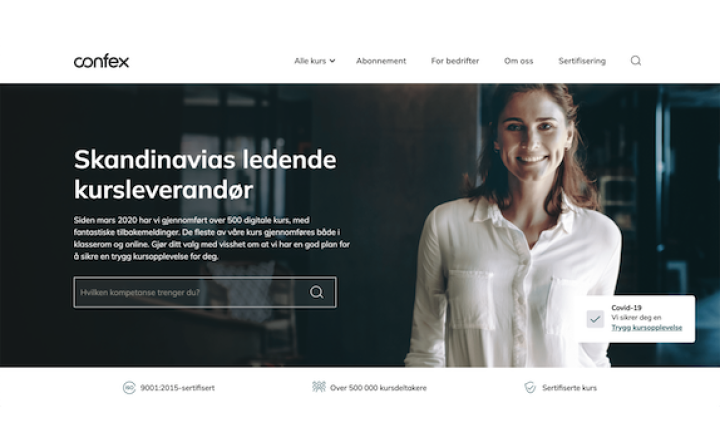 confex
Alle kurs
Abonnement
For bedrifter
Om oss
Sertifisering
Skandinavias ledende
kursleverandør
Siden mars 2020 har vi gjennomført over 500 digitale kurs, med
fantastiske tilbakemeldinger. De fleste av våre kurs gjennomføres både i
klasserom og online. Gjør ditt valg med visshet om at vi har en god plan for
å sikre en trygg kursopplevelse for deg.
Hvilken kompetanse trenger du?
Covid-19
Vi sikrer deg en
Trygg kursopplevelse
ISO
9001:2015-sertifisert
Over 500 000 kursdeltakere
Sertifiserte kurs